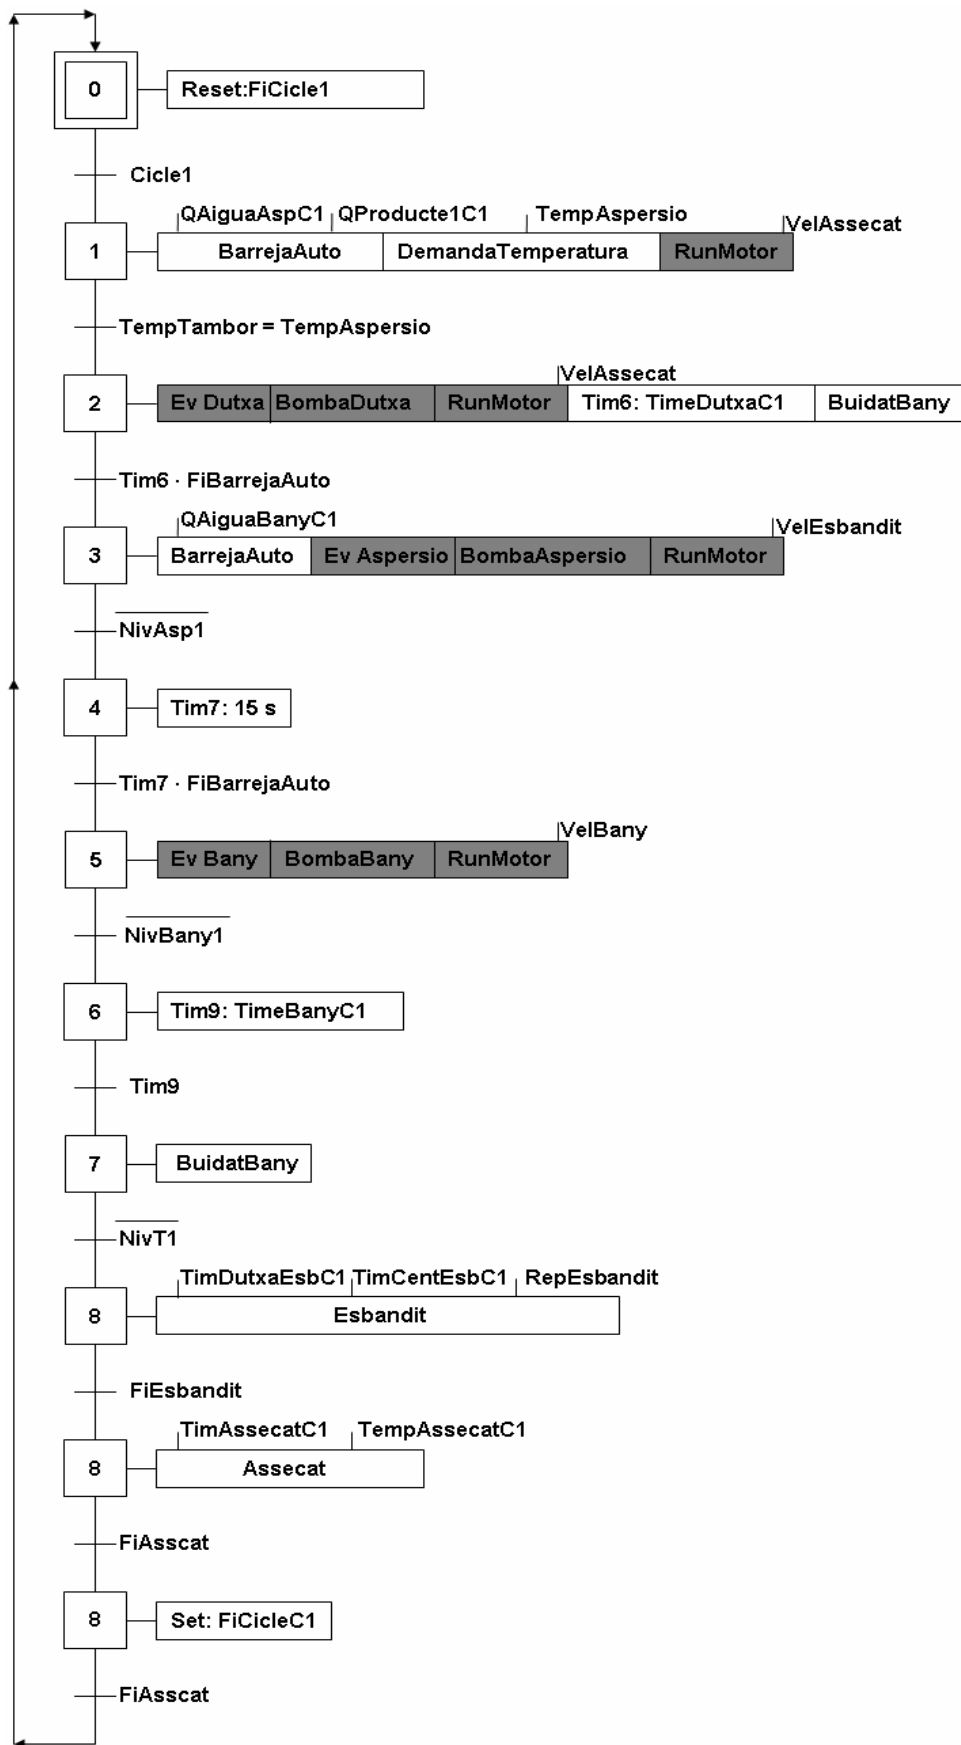 0
Reset:FiCicle1
Cicle1
QAiguaAspC1 QProducte1C1 TempAspersio VelAssecat
1 BarrejaAuto DemandaTemperatura RunMotor
TempTambor = TempAspersio
VelAssecat
2 Ev Dutxa BombaDutxa RunMotor Tim6: TimeDutxaC1 BuidatBany
Tim6 · FiBarrejaAuto
QAiguaBanyC1 VelEsbandit
3 BarrejaAuto Ev Aspersio BombaAspersio RunMotor
NivAsp1
4 Tim7: 15 s
Tim7 · FiBarrejaAuto
VelBany
5 Ev Bany BombaBany RunMotor
NivBany1
6 Tim9: TimeBanyC1
Tim9
7 BuidatBany
NivT1
TimDutxaEsbC1 TimCentEsbC1 RepEsbandit
8 Esbandit
FiEsbandit
TimAssecatC1 TempAssecatC1
8 Assecat
FiAsscat
8 Set: FiCicleC1
FiAsscat